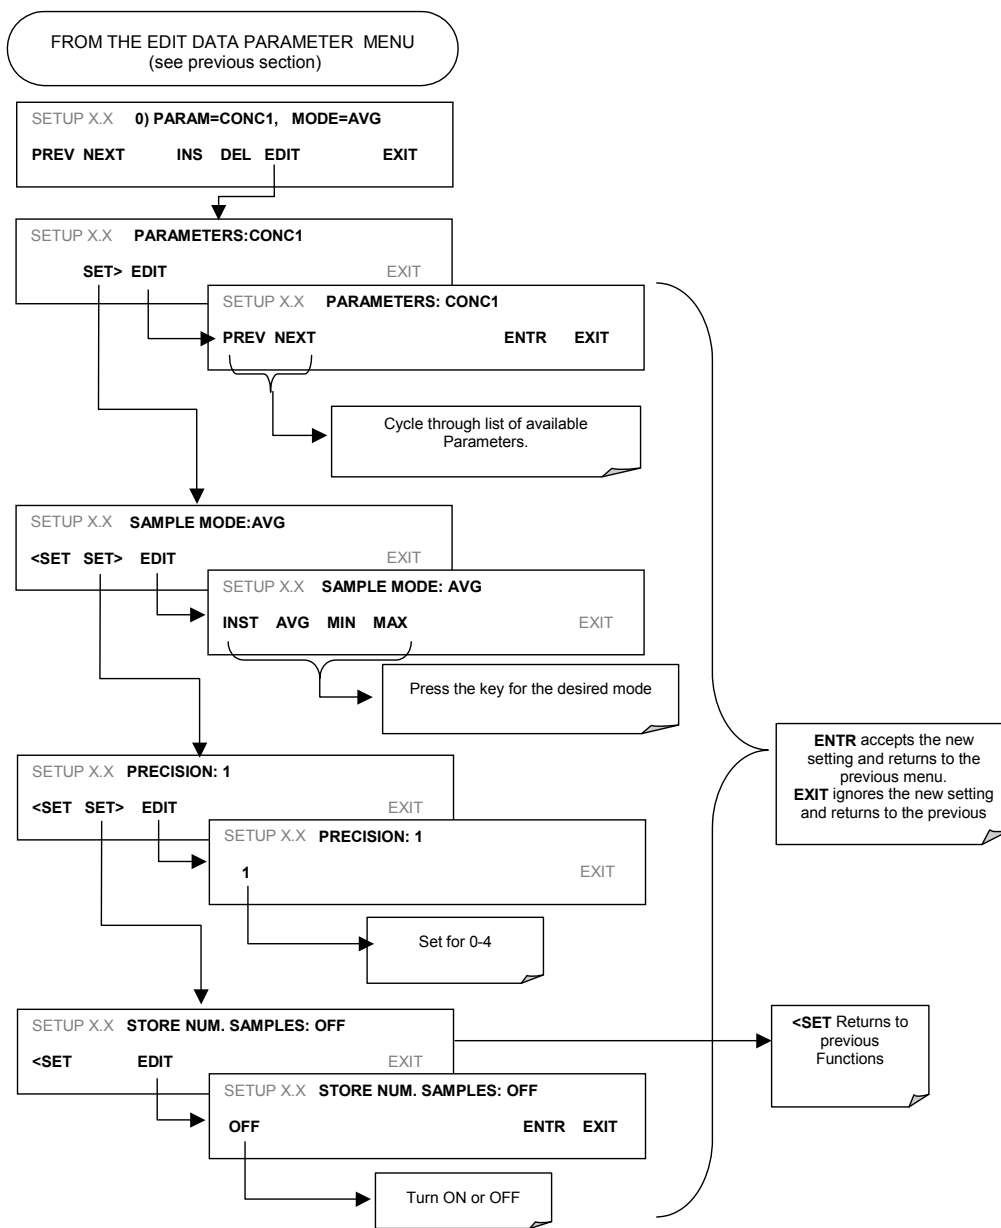 FROM THE EDIT DATA PARAMETER MENU
(see previous section)
SETUP X.X 0) PARAM=CONC1, MODE=AVG
PREV NEXT INS DEL EDIT EXIT
SETUP X.X PARAMETERS:CONC1
SET> EDIT EXIT
SETUP X.X PARAMETERS: CONC1
PREV NEXT ENTR EXIT
Cycle through list of available
Parameters.
SETUP X.X SAMPLE MODE:AVG
<SET SET> EDIT EXIT
SETUP X.X SAMPLE MODE: AVG
INST AVG MIN MAX EXIT
Press the key for the desired mode
ENTR accepts the new
setting and returns to the
previous menu.
EXIT ignores the new setting
and returns to the previous
SETUP X.X PRECISION: 1
<SET SET> EDIT EXIT
SETUP X.X PRECISION: 1
1 EXIT
Set for 0-4
SETUP X.X STORE NUM. SAMPLES: OFF
<SET EDIT EXIT
<SET Returns to
previous
Functions
SETUP X.X STORE NUM. SAMPLES: OFF
OFF ENTR EXIT
Turn ON or OFF